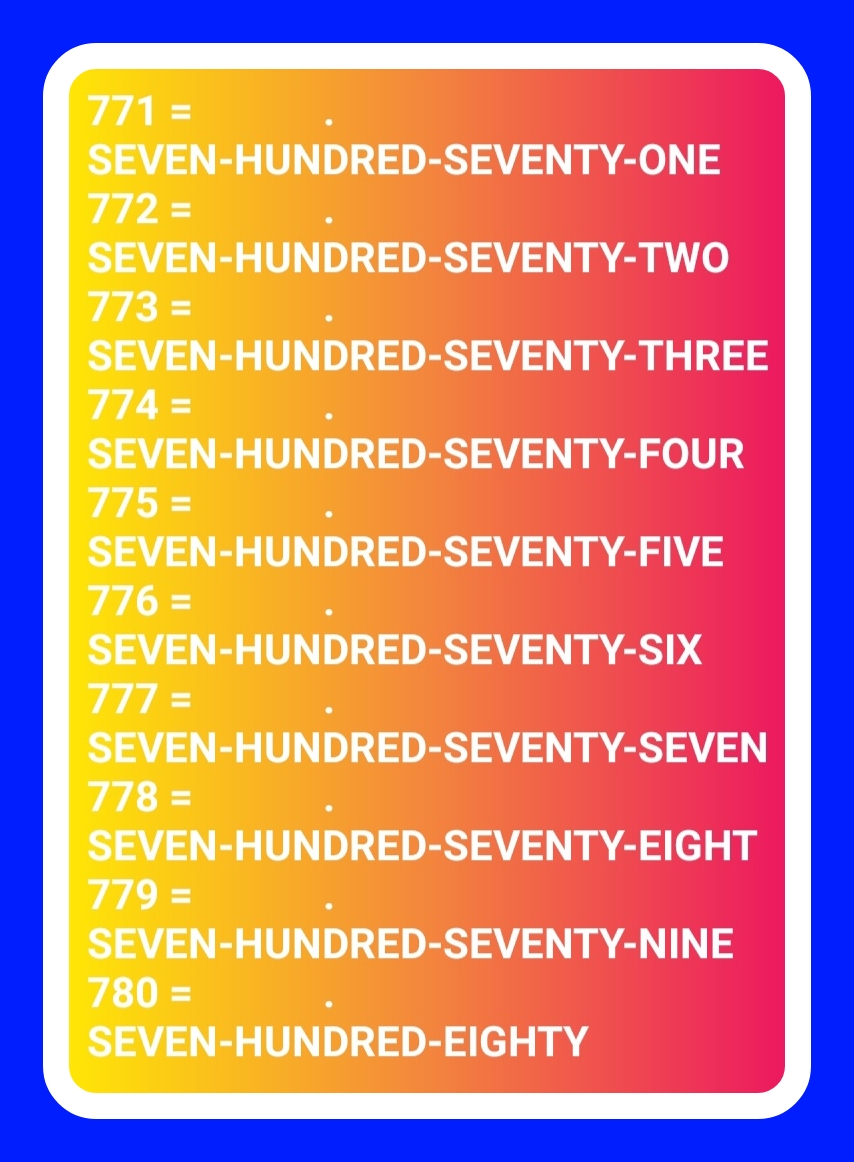 771 = .
SEVEN-HUNDRED-SEVENTY-ONE
772 = .
SEVEN-HUNDRED-SEVENTY-TWO
773 = .
SEVEN-HUNDRED-SEVENTY-THREE
774 = .
SEVEN-HUNDRED-SEVENTY-FOUR
775 = .
SEVEN-HUNDRED-SEVENTY-FIVE
776 = .
SEVEN-HUNDRED-SEVENTY-SIX
777 = .
SEVEN-HUNDRED-SEVENTY-SEVEN
778 = .
SEVEN-HUNDRED-SEVENTY-EIGHT
779 = .
SEVEN-HUNDRED-SEVENTY-NINE
780 = .
SEVEN-HUNDRED-EIGHTY